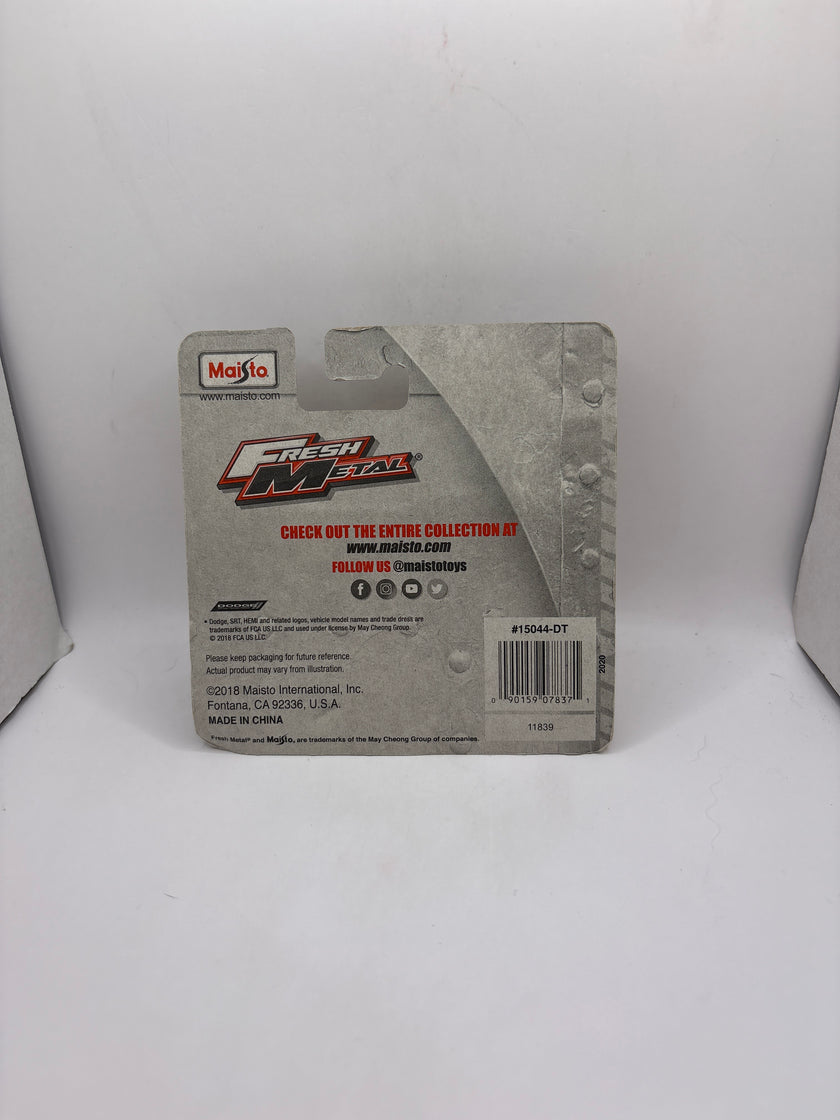 Maisto
www.maisto.com
FRESH
METAL®
CHECK OUT THE ENTIRE COLLECTION AT
www.maisto.com
FOLLOW US @maistotoys
DODGE
• Dodge, SRT, HEMI and related logos, vehicle model names and trade dress are
trademarks of FCA US LLC and used under license by May Cheong Group.
© 2018 FCA US LLC.
Please keep packaging for future reference.
Actual product may vary from illustration.
©2018 Maisto International, Inc.
Fontana, CA 92336, U.S.A.
MADE IN CHINA
Fresh Metal® and Maisto, are trademarks of the May Cheong Group of companies.
#15044-DT
0 90159 07837 1
11839
2020